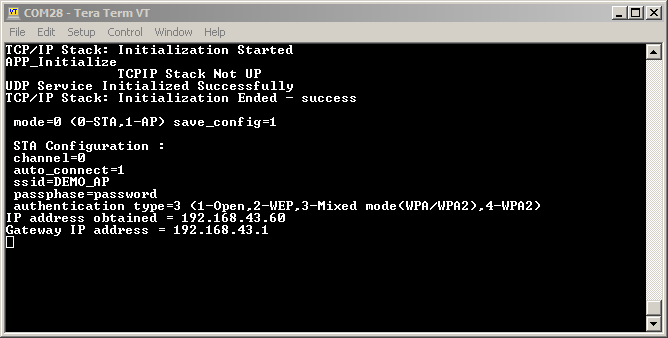 COM28 - Tera Term VT
File Edit Setup Control Window Help
TCP/IP Stack: Initialization Started
APP_Initialize
TCPIP Stack Not UP
UDP Service Initialized Successfully
TCP/IP Stack: Initialization Ended - success
mode=0 (0-STA,1-AP) save_config=1
STA Configuration :
channel=0
auto_connect=1
ssid=DEMO_AP
passphase=password
authentication type=3 (1-Open,2-WEP,3-Mixed mode(WPA/WPA2),4-WPA2)
IP address obtained = 192.168.43.60
Gateway IP address = 192.168.43.1